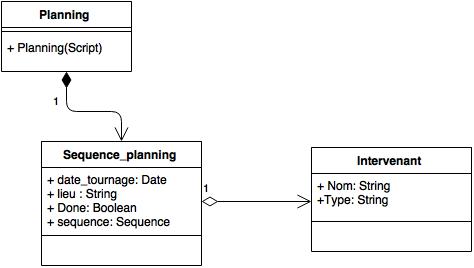 Planning
+ Planning(Script)
1
Sequence_planning
+ date_tournage: Date
+ lieu : String
+ Done: Boolean
+ sequence: Sequence
1
Intervenant
+ Nom: String
+Type: String